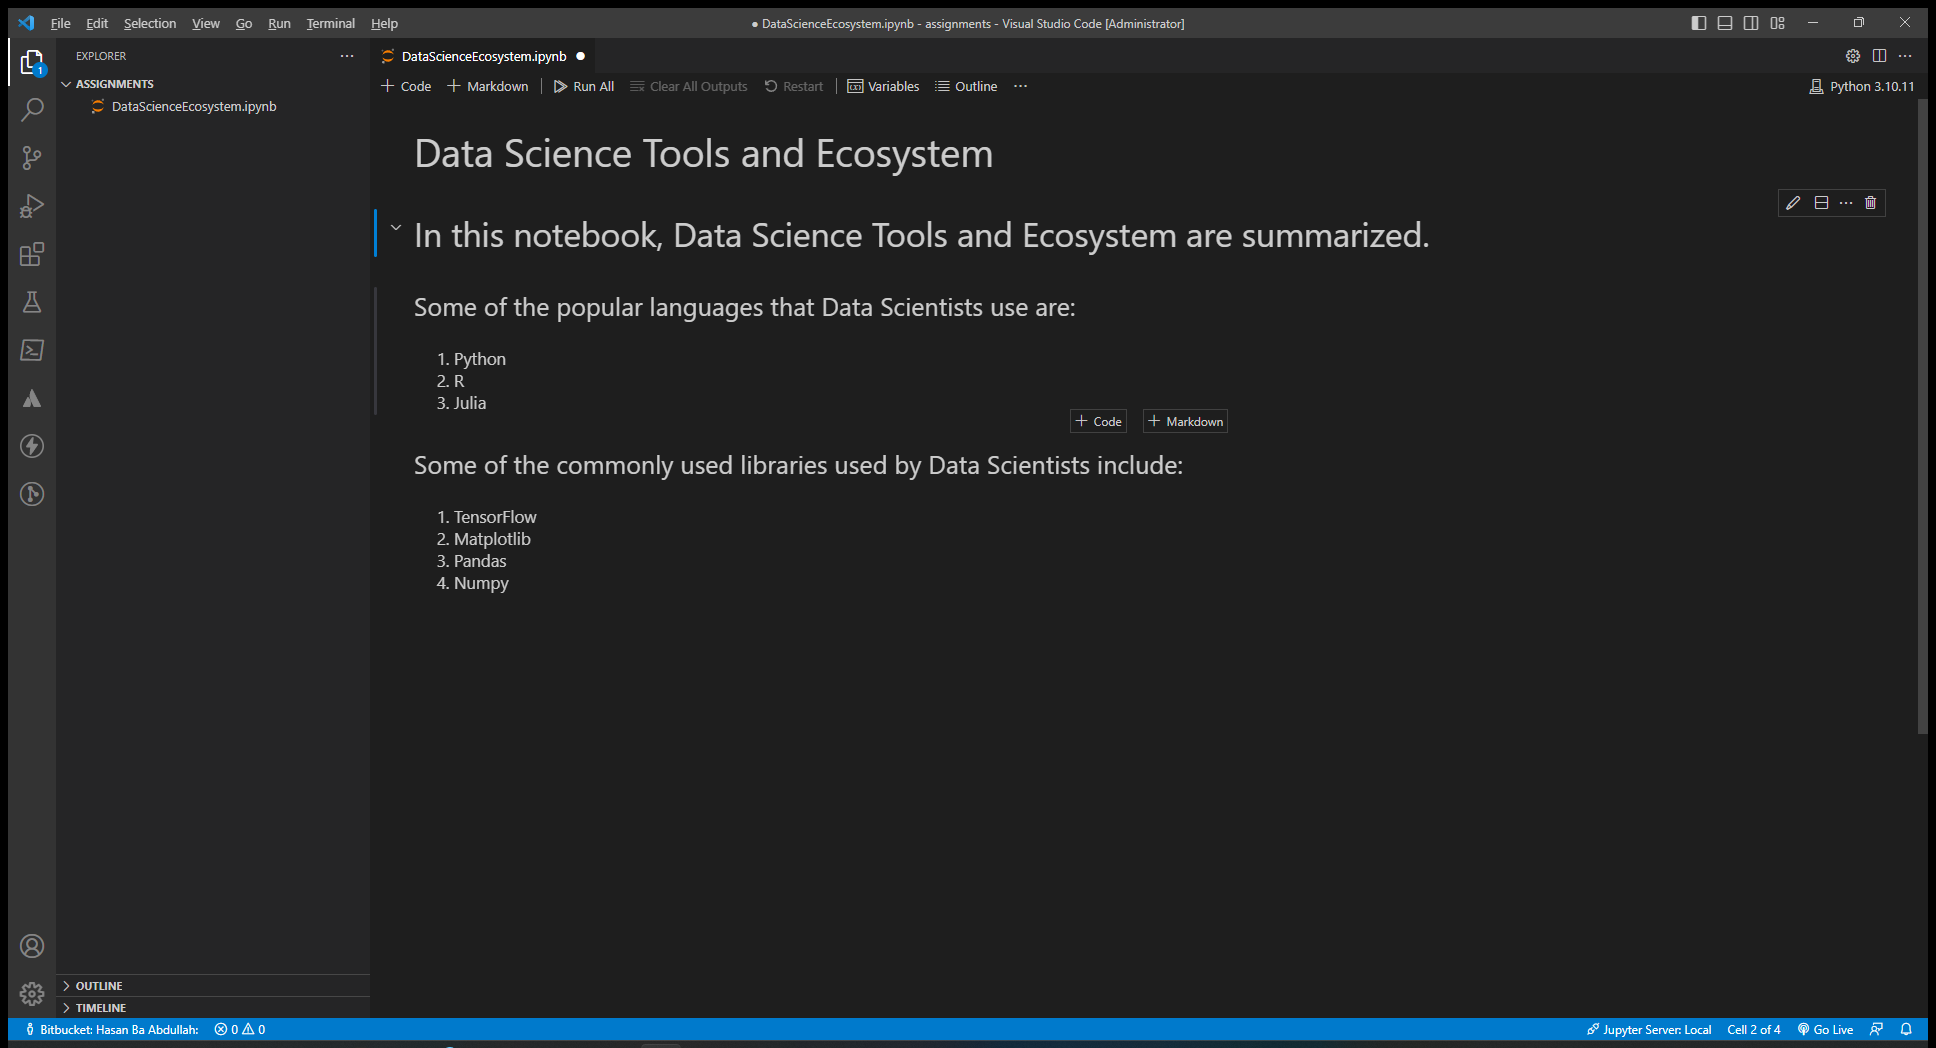 File Edit Selection View Go Run Terminal Help
● DataScienceEcosystem.ipynb - assignments - Visual Studio Code [Administrator]
1
EXPLORER
ASSIGNMENTS
DataScienceEcosystem.ipynb
OUTLINE
TIMELINE
DataScienceEcosystem.ipynb
Code Markdown Run All Clear All Outputs Restart Variables Outline
Python 3.10.11
Data Science Tools and Ecosystem
In this notebook, Data Science Tools and Ecosystem are summarized.
Some of the popular languages that Data Scientists use are:
1. Python
2. R
3. Julia
Code Markdown
Some of the commonly used libraries used by Data Scientists include:
1. TensorFlow
2. Matplotlib
3. Pandas
4. Numpy
Bitbucket: Hasan Ba Abdullah: 0 0
Jupyter Server: Local Cell 2 of 4 Go Live